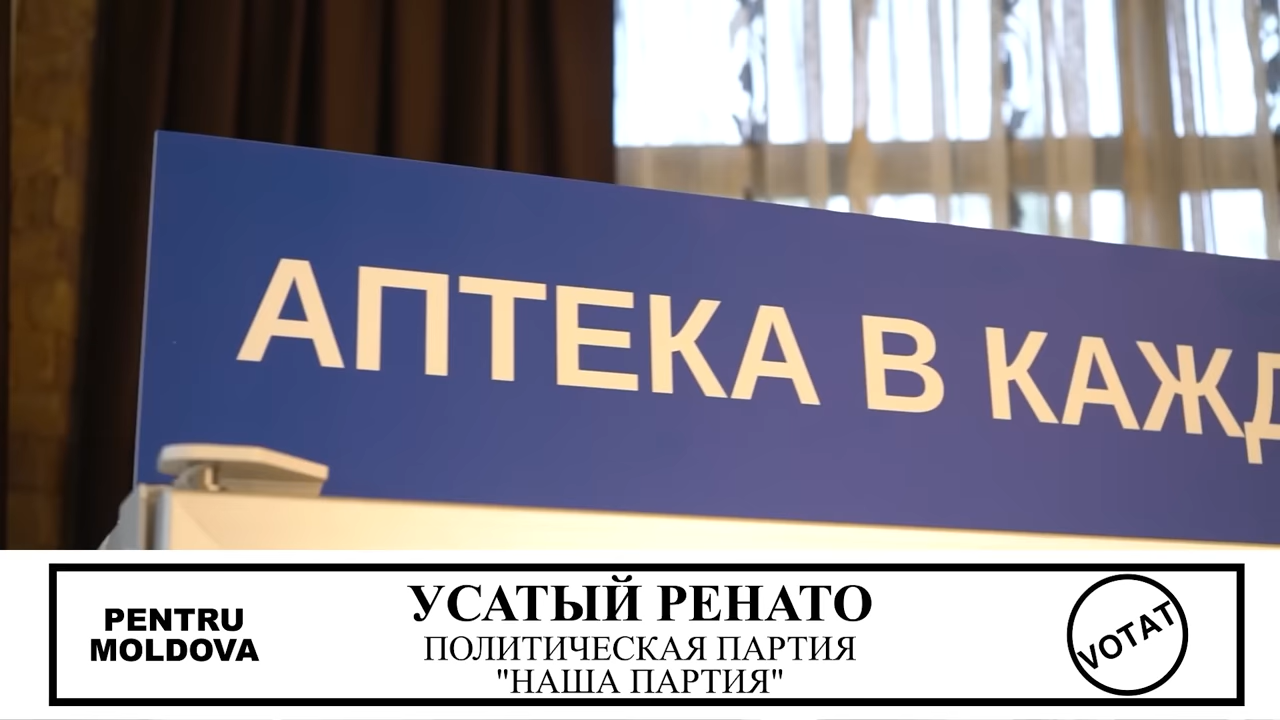 АПТЕКА В КАЖД
PENTRU
MOLDOVA
УСАТЫЙ РЕНАТО
ПОЛИТИЧЕСКАЯ ПАРТИЯ
"НАША ПАРТИЯ"
VOTAT